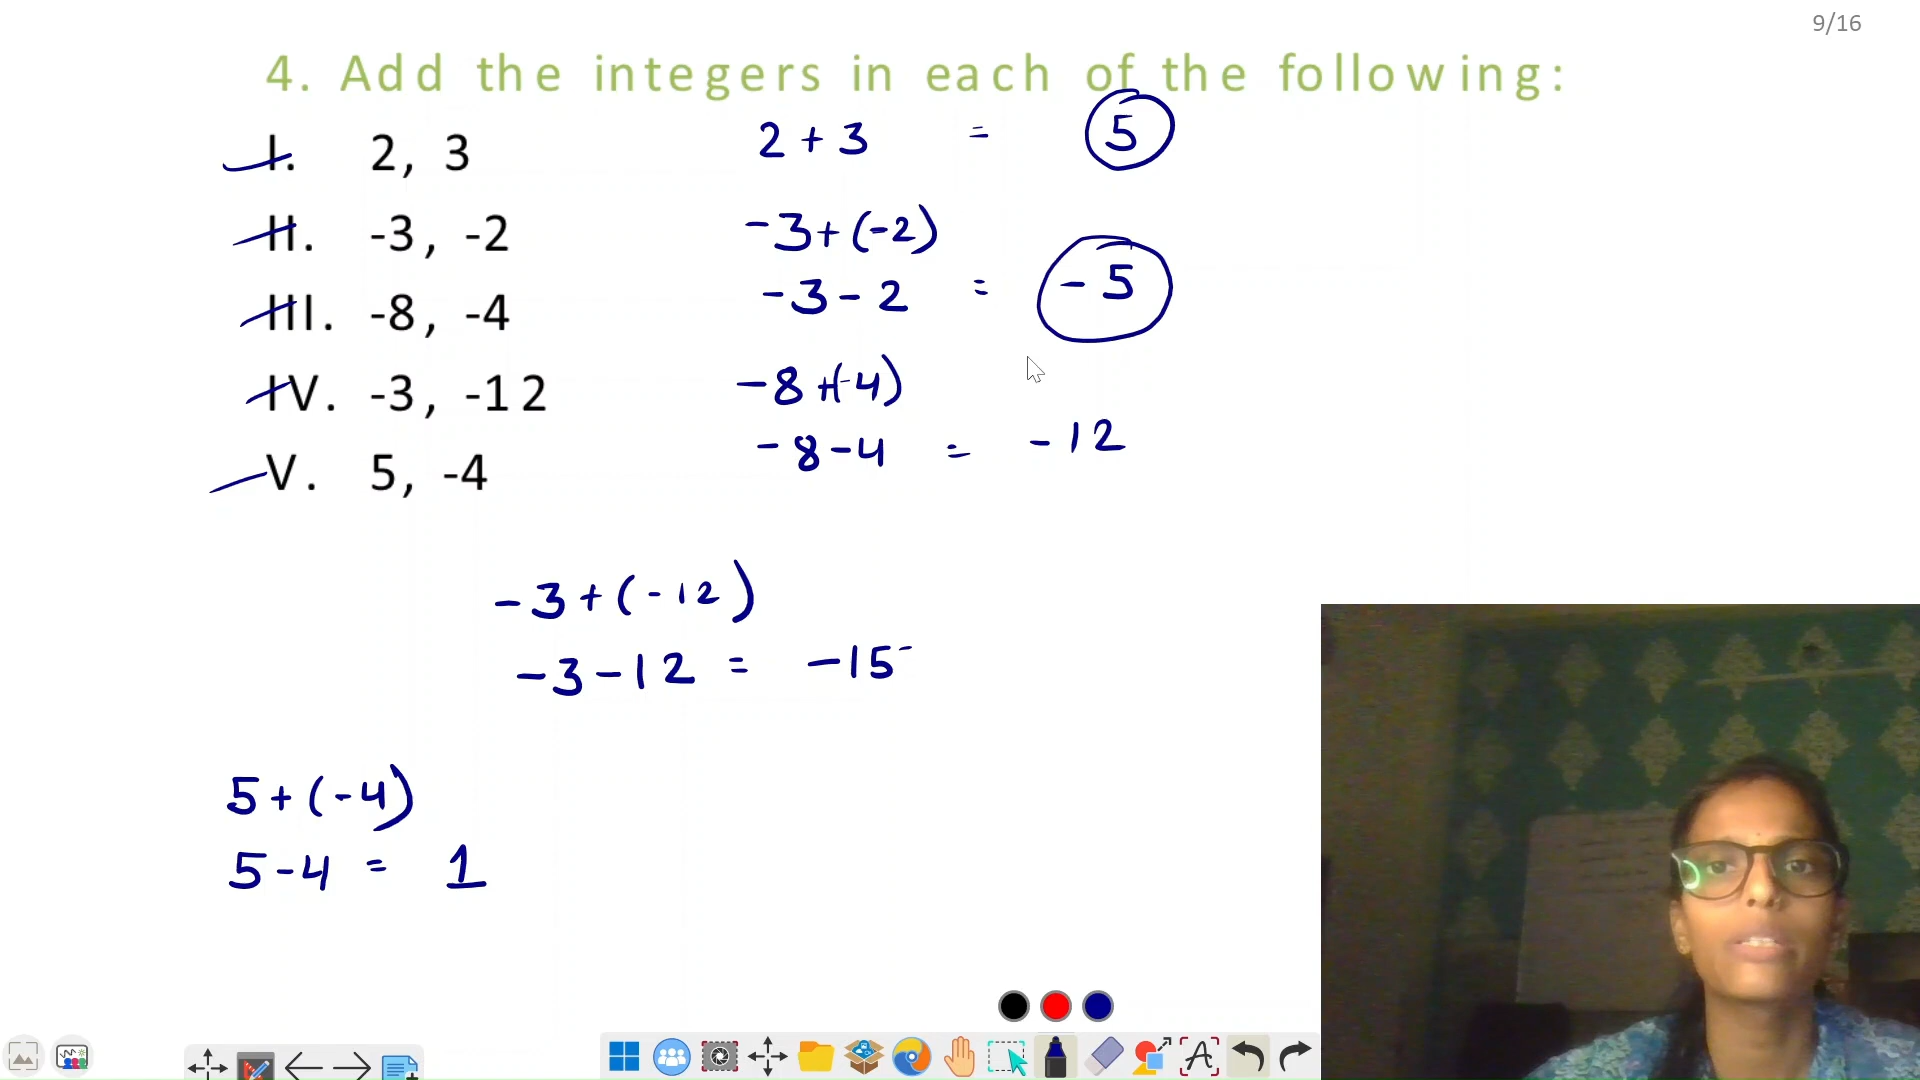 9/16
4. Add the integers in each of the following:
I. 2, 3
2 + 3 = 5
II. -3, -2
-3+(-2)
-3-2 = -5
III. -8, -4
-8+(-4)
IV. -3, -12
-8-4 = -12
V. 5, -4
-3+(-12)
-3-12 = -15
5+(-4)
5-4 = 1